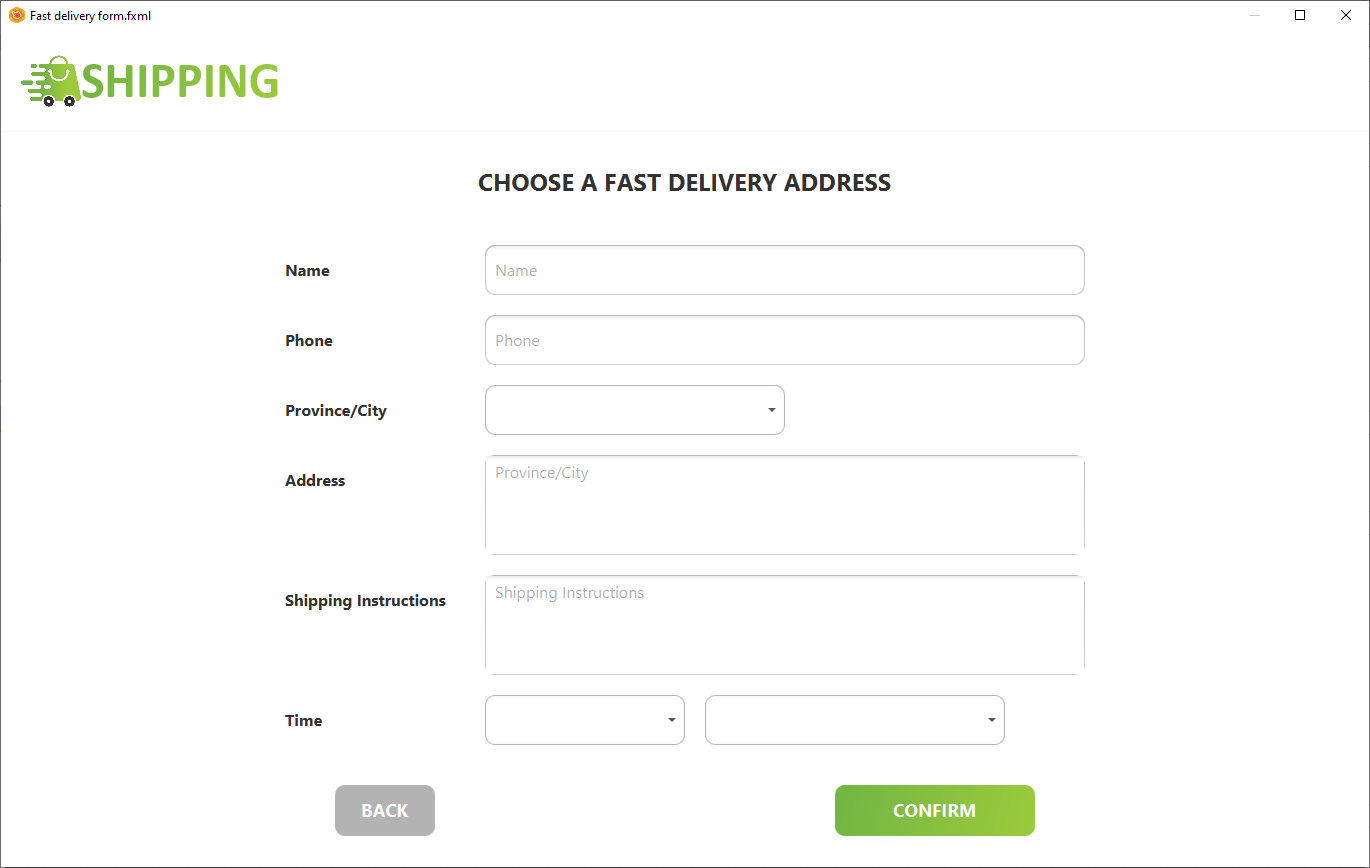 Fast delivery form.fxml
SHIPPING
CHOOSE A FAST DELIVERY ADDRESS
Name
Name
Phone
Phone
Province/City
Address
Province/City
Shipping Instructions
Shipping Instructions
Time
BACK
CONFIRM